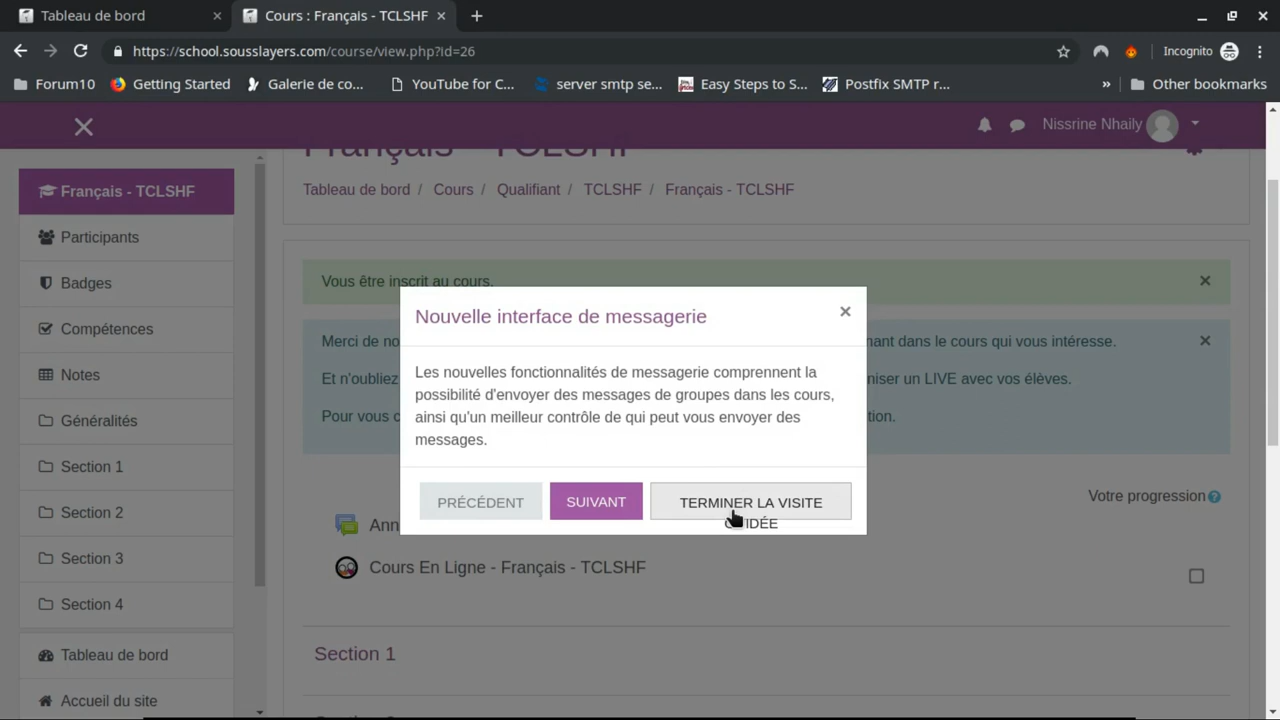 Tableau de bord
Cours : Français - TCLSHF
https://school.sousslayers.com/course/view.php?id=26
Incognito
Forum10
Getting Started
Galerie de co...
YouTube for C...
server smtp se...
Easy Steps to S...
Postfix SMTP r...
»
Other bookmarks
Nissrine Nhaily
Français - TCLSHF
Tableau de bord / Cours / Qualifiant / TCLSHF / Français - TCLSHF
Français - TCLSHF
Participants
Badges
Compétences
Notes
Généralités
Section 1
Section 2
Section 3
Section 4
Tableau de bord
Accueil du site
Vous être inscrit au cours.
Merci de no
nant dans le cours qui vous intéresse.
Et n'oubliez
niser un LIVE avec vos élèves.
Pour vous c
tion.
Nouvelle interface de messagerie
Les nouvelles fonctionnalités de messagerie comprennent la
possibilité d'envoyer des messages de groupes dans les cours,
ainsi qu'un meilleur contrôle de qui peut vous envoyer des
messages.
PRÉCÉDENT
SUIVANT
TERMINER LA VISITE
GUIDÉE
Votre progression
Ann
Cours En Ligne - Français - TCLSHF
Section 1